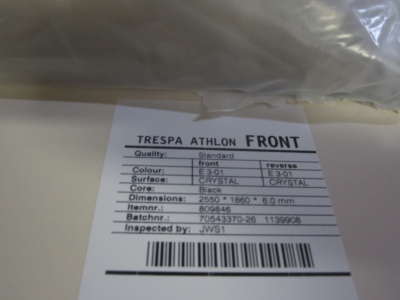 TRESPA ATHLON FRONT
Quality: Standard
front reverse
Colour: E 3-01 E 3-01
Surface: CRYSTAL CRYSTAL
Core: Black
Dimensions: 2550 * 1860 * 6.0 mm
Itemnr.: 809846
Batchnr.: 70543370-26 1139908
Inspected by: JWS1